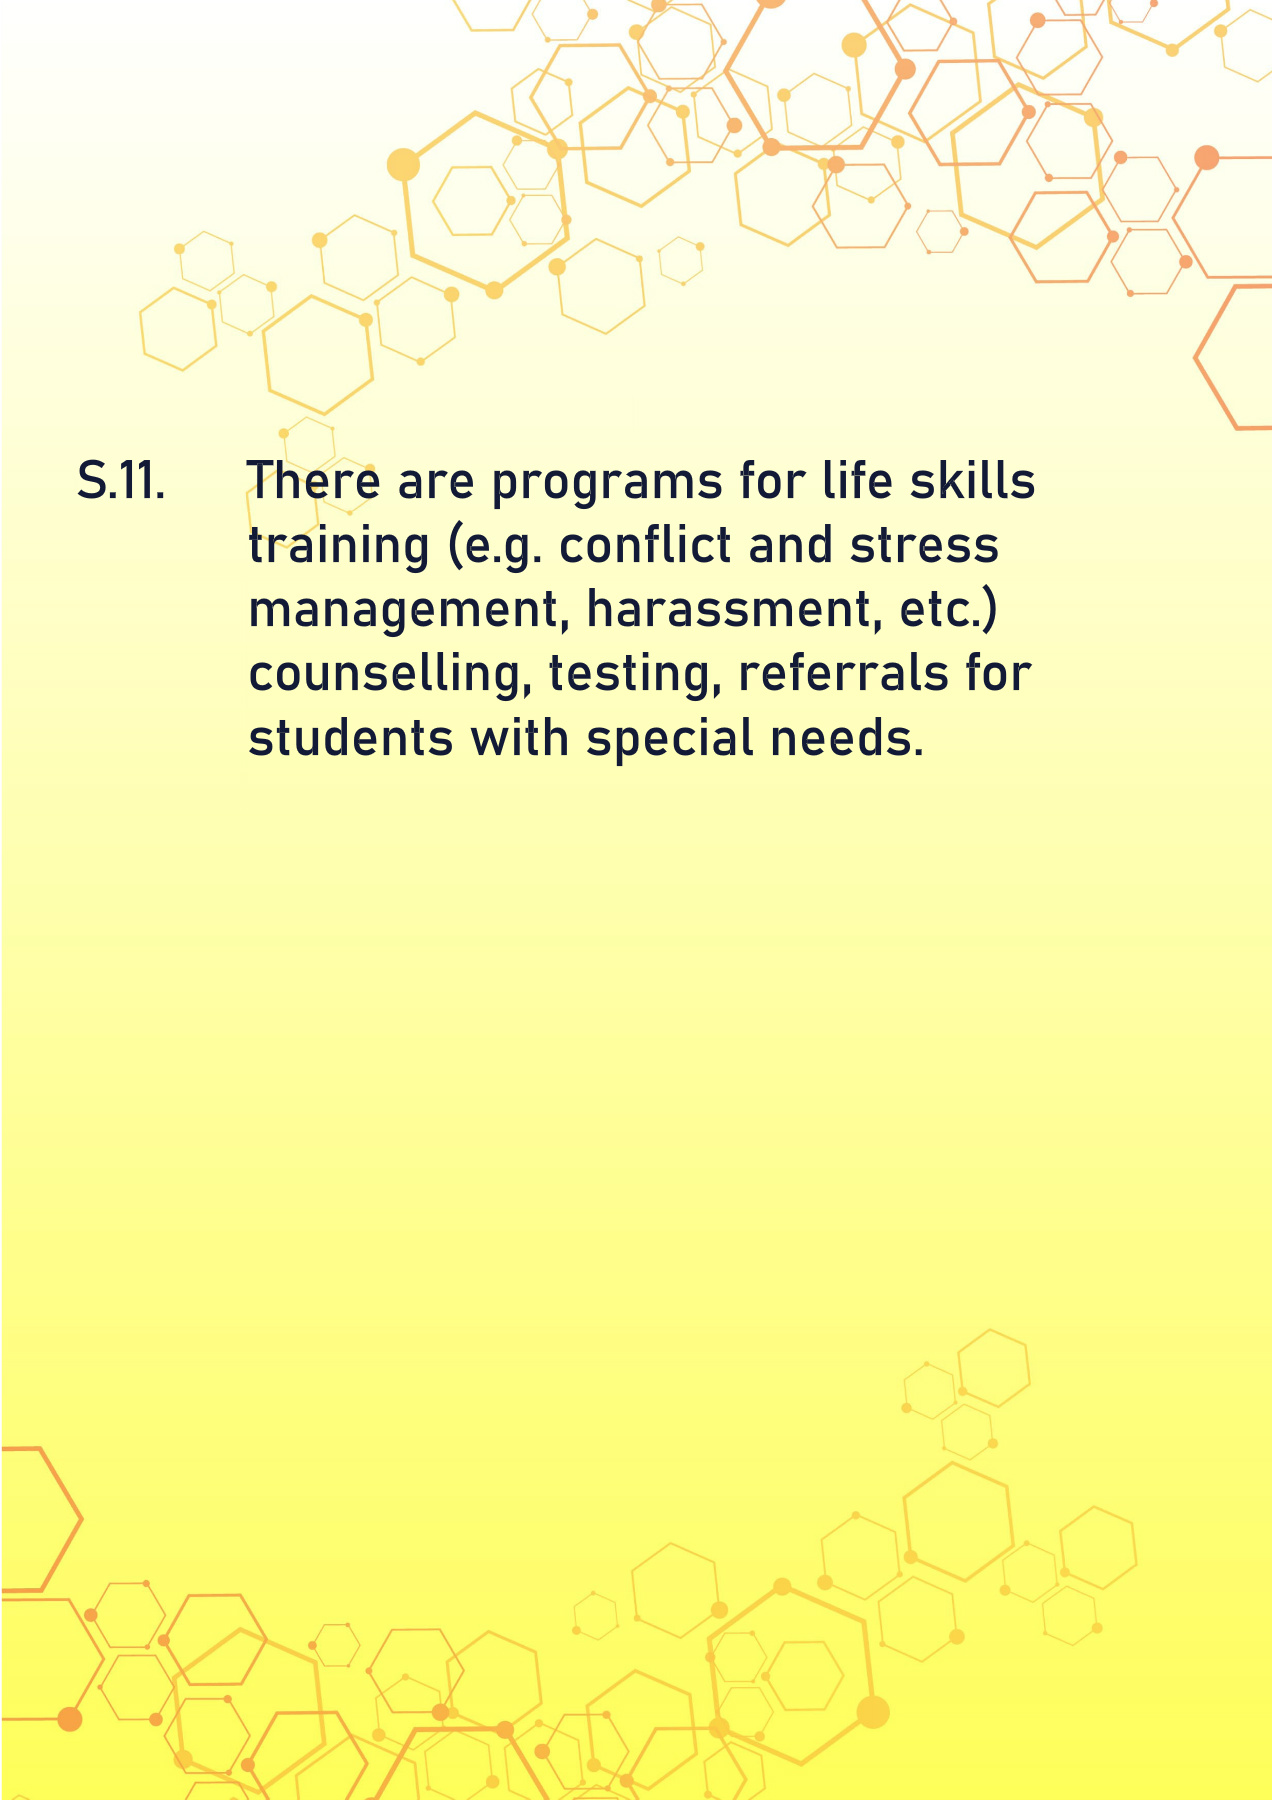 S.11. There are programs for life skills
training (e.g. conflict and stress
management, harassment, etc.)
counselling, testing, referrals for
students with special needs.